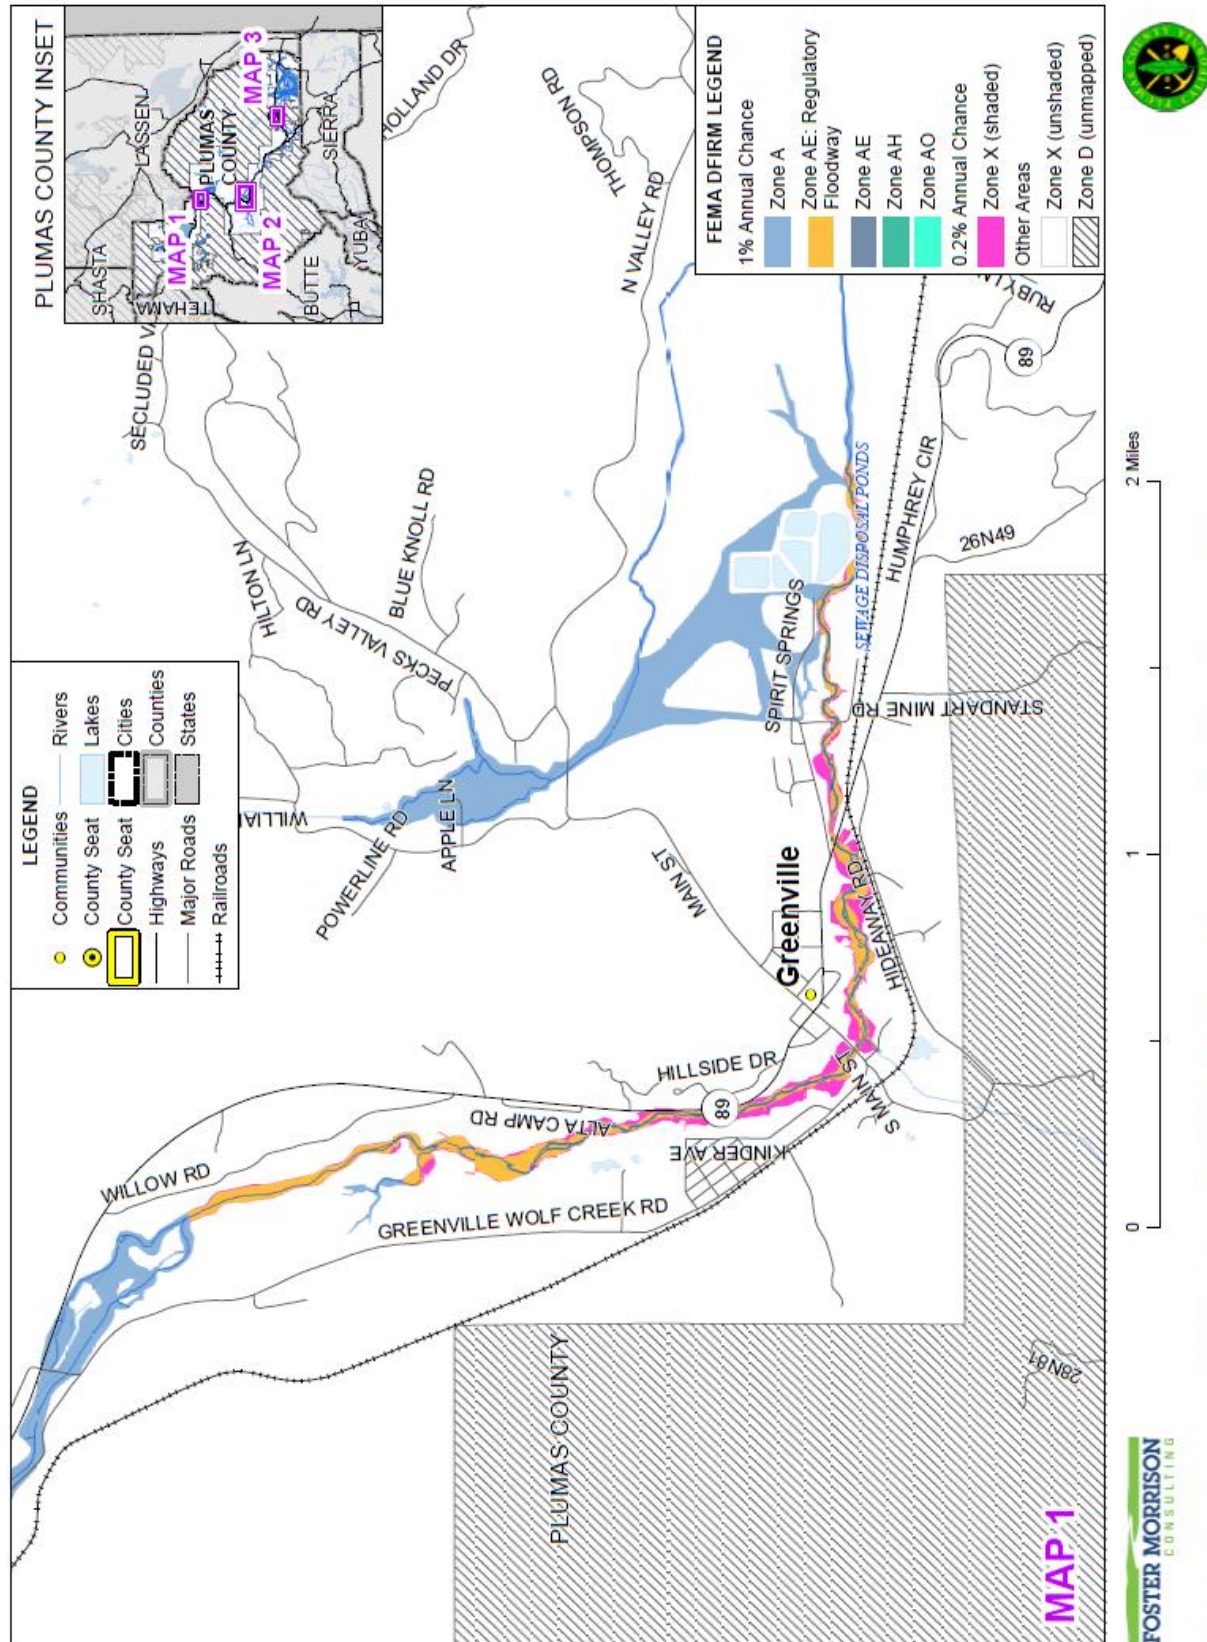 PLUMAS COUNTY INSET
SHASTA
LASSEN
TEHAMA
PLUMAS
COUNTY
MAP 1
MAP 2
MAP 3
BUTTE
YUBA
SIERRA
LEGEND
Communities
County Seat
County Seat
Highways
Major Roads
Railroads
Rivers
Lakes
Cities
Counties
States
FEMA DFIRM LEGEND
1% Annual Chance
Zone A
Zone AE: Regulatory
Floodway
Zone AE
Zone AH
Zone AO
0.2% Annual Chance
Zone X (shaded)
Other Areas
Zone X (unshaded)
Zone D (unmapped)
HOLLAND DR
THOMPSON RD
N VALLEY RD
SECLUDED VA
HILTON LN
PECKS VALLEY RD
BLUE KNOLL RD
WILLIA
POWERLINE RD
APPLE LN
MAIN ST
Greenville
SPIRIT SPRINGS
SEWAGE DISPOSAL PONDS
HUMPHREY CIR
26N49
RUBY LN
89
STANDART MINE RD
HIDEAWAY RD
HILLSIDE DR
S MAIN ST
89
ALTA CAMP RD
KINDER AVE
WILLOW RD
GREENVILLE WOLF CREEK RD
PLUMAS COUNTY
28N81
MAP 1
0
1
2 Miles
FOSTER MORRISON
CONSULTING